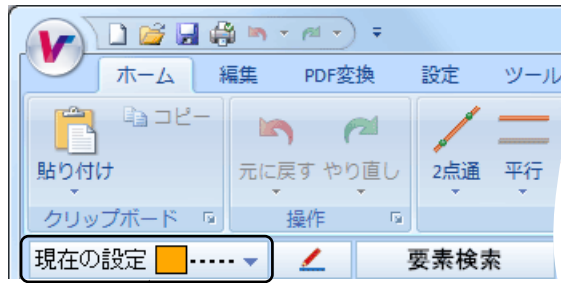 ホーム 編集 PDF変換 設定 ツール
コピー
貼り付け 元に戻す やり直し 2点通 平行
クリップボード 操作
現在の設定 要素検索